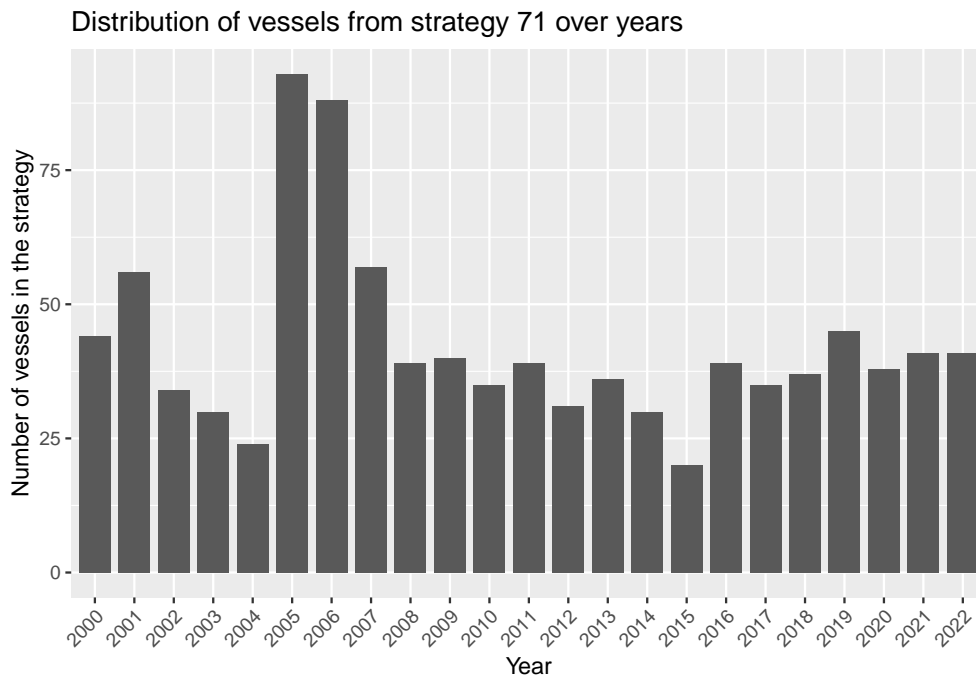 Distribution of vessels from strategy 71 over years
Number of vessels in the strategy
75
50
25
0
2000 2001 2002 2003 2004 2005 2006 2007 2008 2009 2010 2011 2012 2013 2014 2015 2016 2017 2018 2019 2020 2021 2022
Year